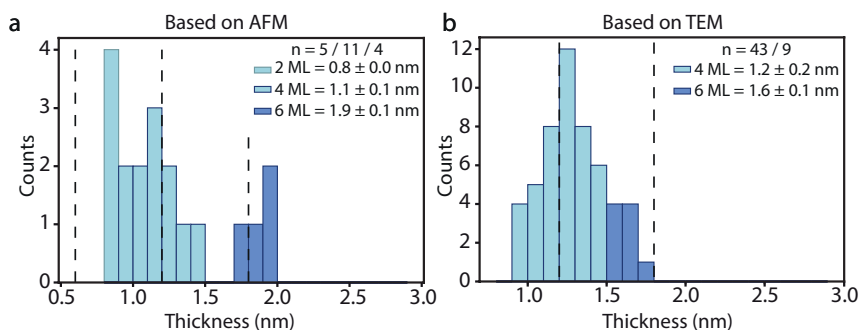 a
Based on AFM
n = 5 / 11 / 4
2 ML = 0.8 ± 0.0 nm
4 ML = 1.1 ± 0.1 nm
6 ML = 1.9 ± 0.1 nm
Counts
4
3
2
1
0
0.5 1.0 1.5 2.0 2.5 3.0
Thickness (nm)
b
Based on TEM
n = 43 / 9
4 ML = 1.2 ± 0.2 nm
6 ML = 1.6 ± 0.1 nm
Counts
12
10
8
6
4
2
0
1.0 1.5 2.0 2.5 3.0
Thickness (nm)